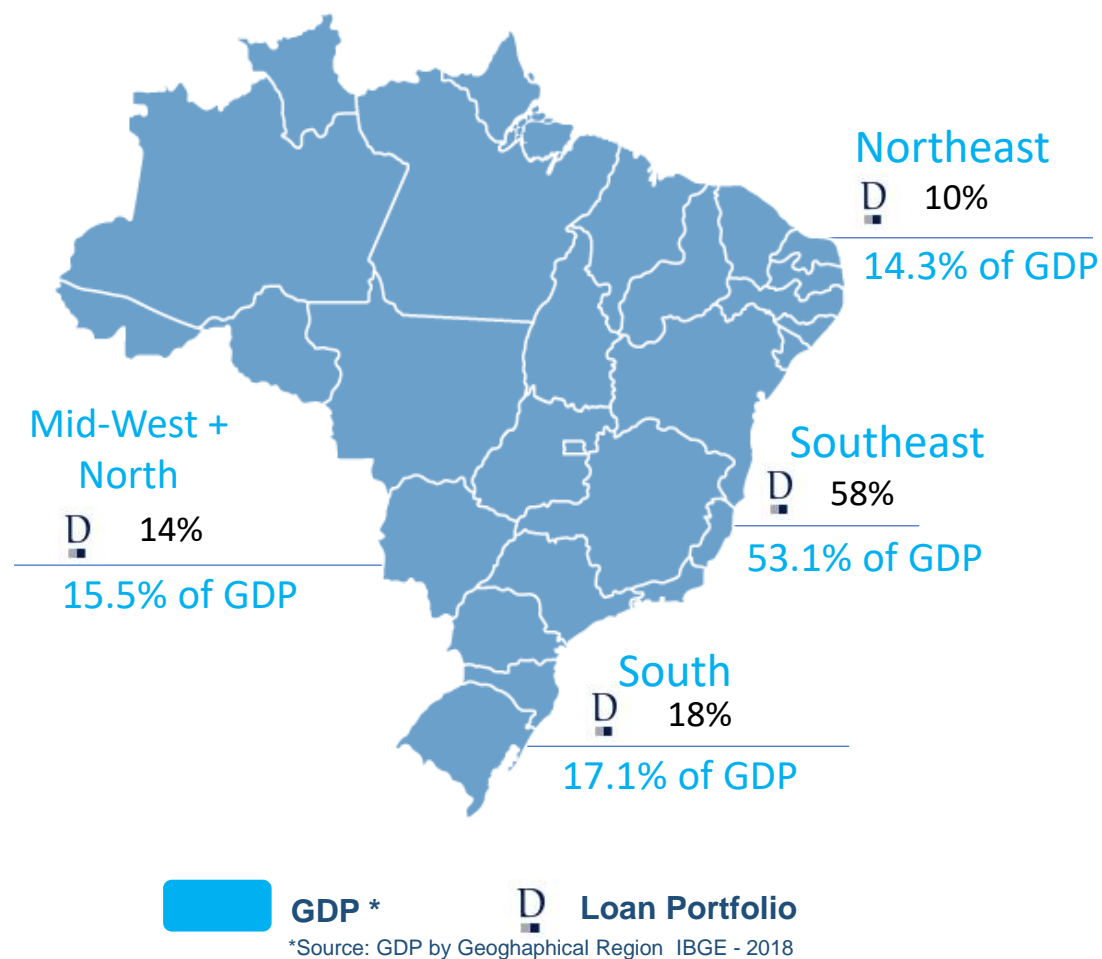 Northeast
D 10%
14.3% of GDP
Mid-West +
North
D 14%
15.5% of GDP
Southeast
D 58%
53.1% of GDP
South
D 18%
17.1% of GDP
GDP * D Loan Portfolio
*Source: GDP by Geoghaphical Region IBGE - 2018